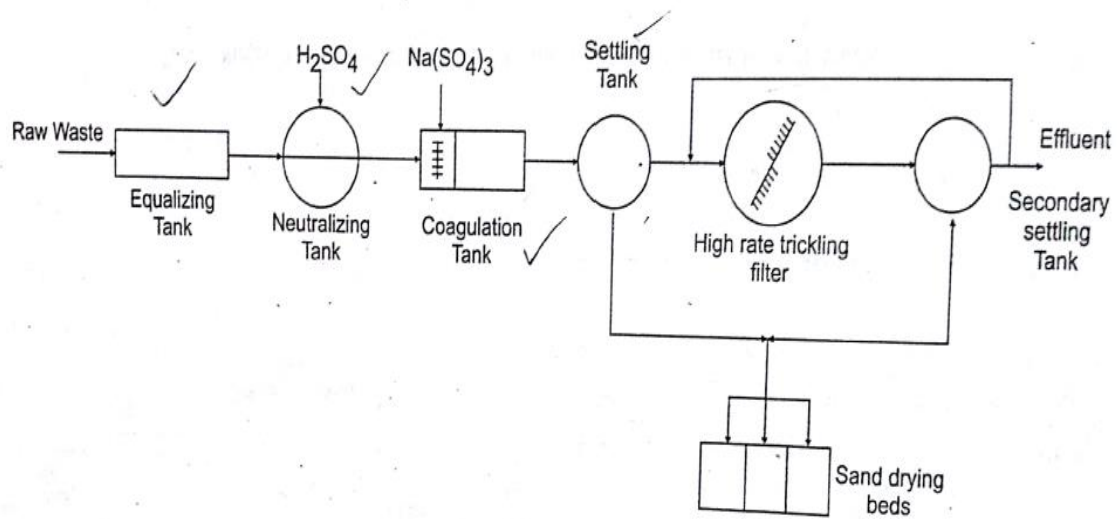 Settling
Tank
H2SO4
Na(SO4)3
Raw Waste
Effluent
Equalizing
Tank
Neutralizing
Tank
Coagulation
Tank
High rate trickling
filter
Secondary
settling
Tank
Sand drying
beds